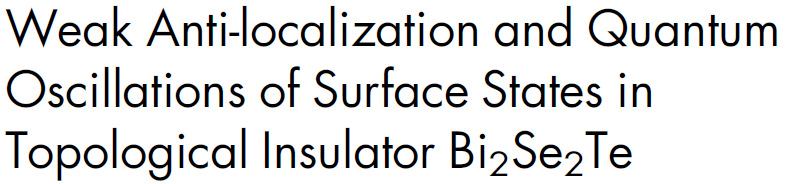 Weak Anti-localization and Quantum
Oscillations of Surface States in
Topological Insulator Bi₂Se₂Te